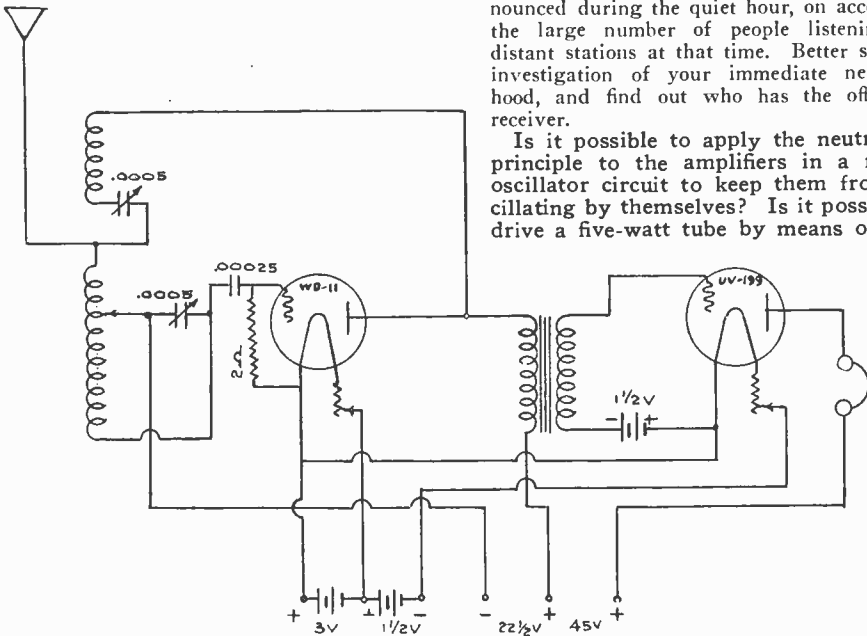 nounced during the quiet hour, on acc
the large number of people listenin
distant stations at that time. Better s
investigation of your immediate ne
hood, and find out who has the off
receiver.
Is it possible to apply the neutr
principle to the amplifiers in a
oscillator circuit to keep them fro
cillating by themselves? Is it poss
drive a five-watt tube by means o
.0005
.0005
.00025
WD-11
UV-199
2Ω
- 1½V +
+ 3V + 1½V - - 22½V + 45V +